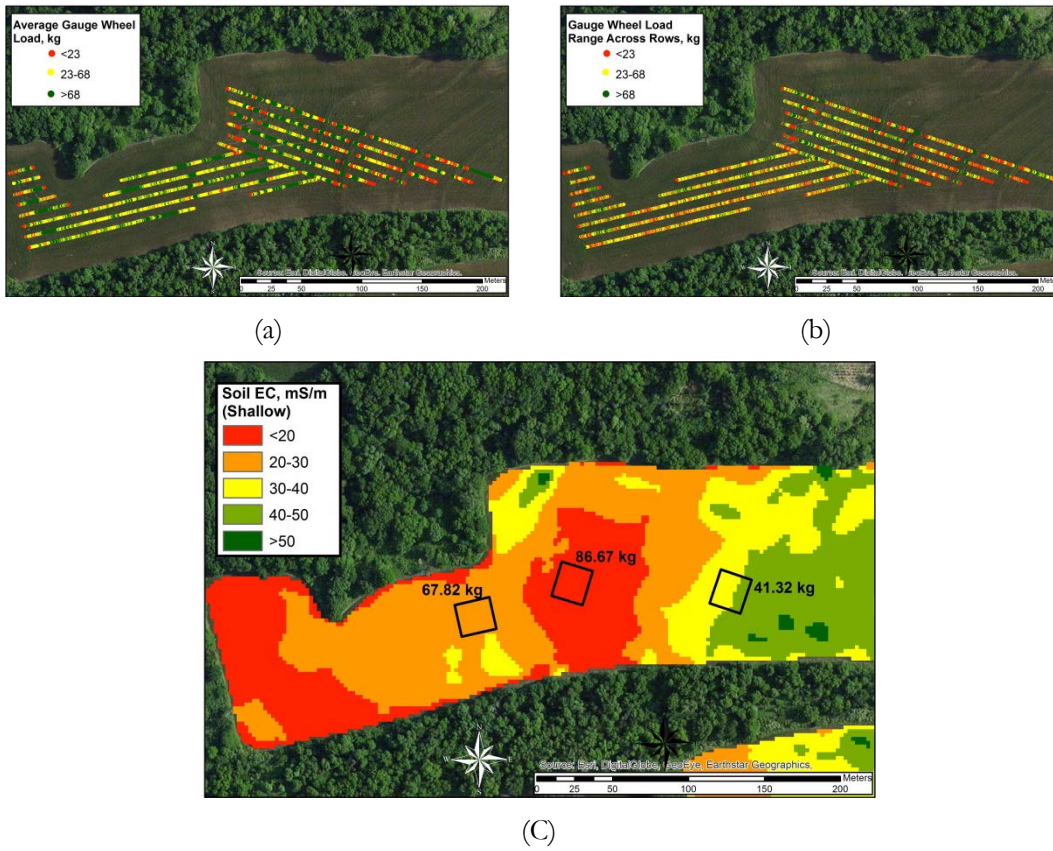 Average Gauge Wheel
Load, kg
<23
23-68
>68
Source: Esri, DigitalGlobe, GeoEye, Earthstar Geographics,
Meters
0 25 50 100 150 200
(a)
Gauge Wheel Load
Range Across Rows, kg
<23
23-68
>68
Source: Esri, DigitalGlobe, GeoEye, Earthstar Geographics,
Meters
0 25 50 100 150 200
(b)
Soil EC, mS/m
(Shallow)
<20
20-30
30-40
40-50
>50
86.67 kg
67.82 kg
41.32 kg
Source: Esri, DigitalGlobe, GeoEye, Earthstar Geographics,
Meters
0 25 50 100 150 200
(C)